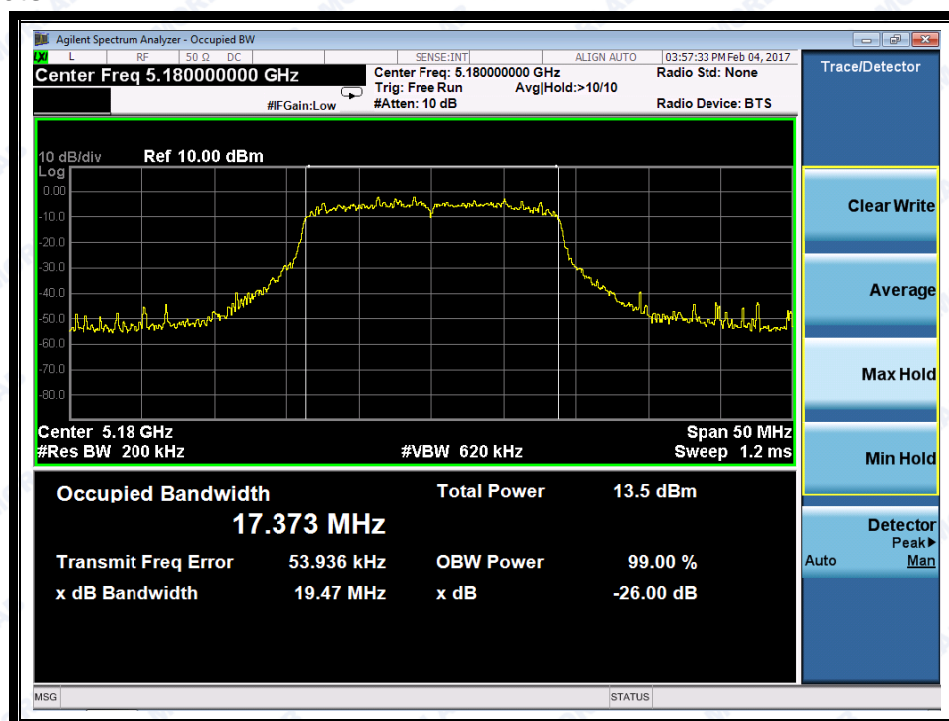 Agilent Spectrum Analyzer - Occupied BW
LXI L RF 50 Ω DC SENSE:INT ALIGN AUTO 03:57:33 PM Feb 04, 2017
Center Freq 5.180000000 GHz
Center Freq: 5.180000000 GHz Radio Std: None
Trig: Free Run Avg|Hold:>10/10
#IFGain:Low #Atten: 10 dB Radio Device: BTS
10 dB/div Ref 10.00 dBm
Log
0.00
-10.0
-20.0
-30.0
-40.0
-50.0
-60.0
-70.0
-80.0
Center 5.18 GHz Span 50 MHz
#Res BW 200 kHz #VBW 620 kHz Sweep 1.2 ms
Occupied Bandwidth Total Power 13.5 dBm
17.373 MHz
Transmit Freq Error 53.936 kHz OBW Power 99.00 %
x dB Bandwidth 19.47 MHz x dB -26.00 dB
MSG STATUS
Trace/Detector
Clear Write
Average
Max Hold
Min Hold
Detector
Peak▶
Auto Man